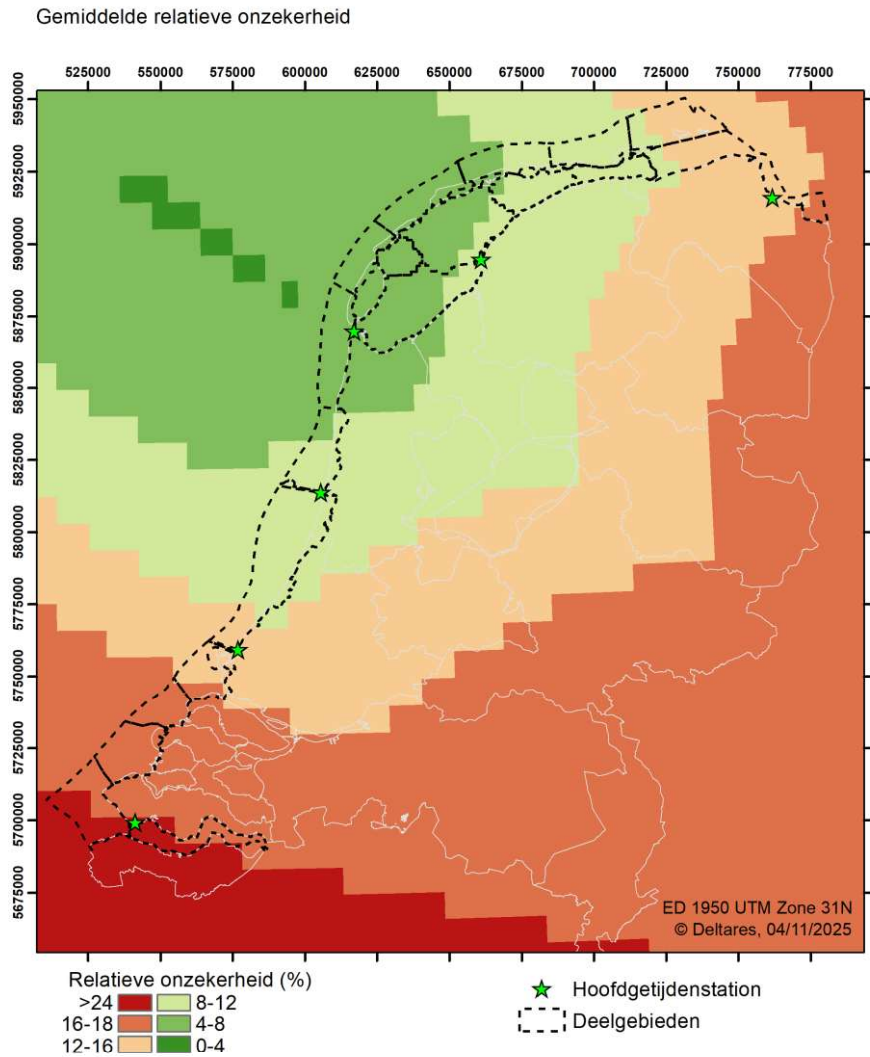 Gemiddelde relatieve onzekerheid
525000 550000 575000 600000 625000 650000 675000 700000 725000 750000 775000
5950000
5925000
5900000
5875000
5850000
5825000
5800000
5775000
5750000
5725000
5700000
5675000
ED 1950 UTM Zone 31N
© Deltares, 04/11/2025
Relatieve onzekerheid (%)
>24 8-12
16-18 4-8
12-16 0-4
Hoofdgetijdenstation
Deelgebieden